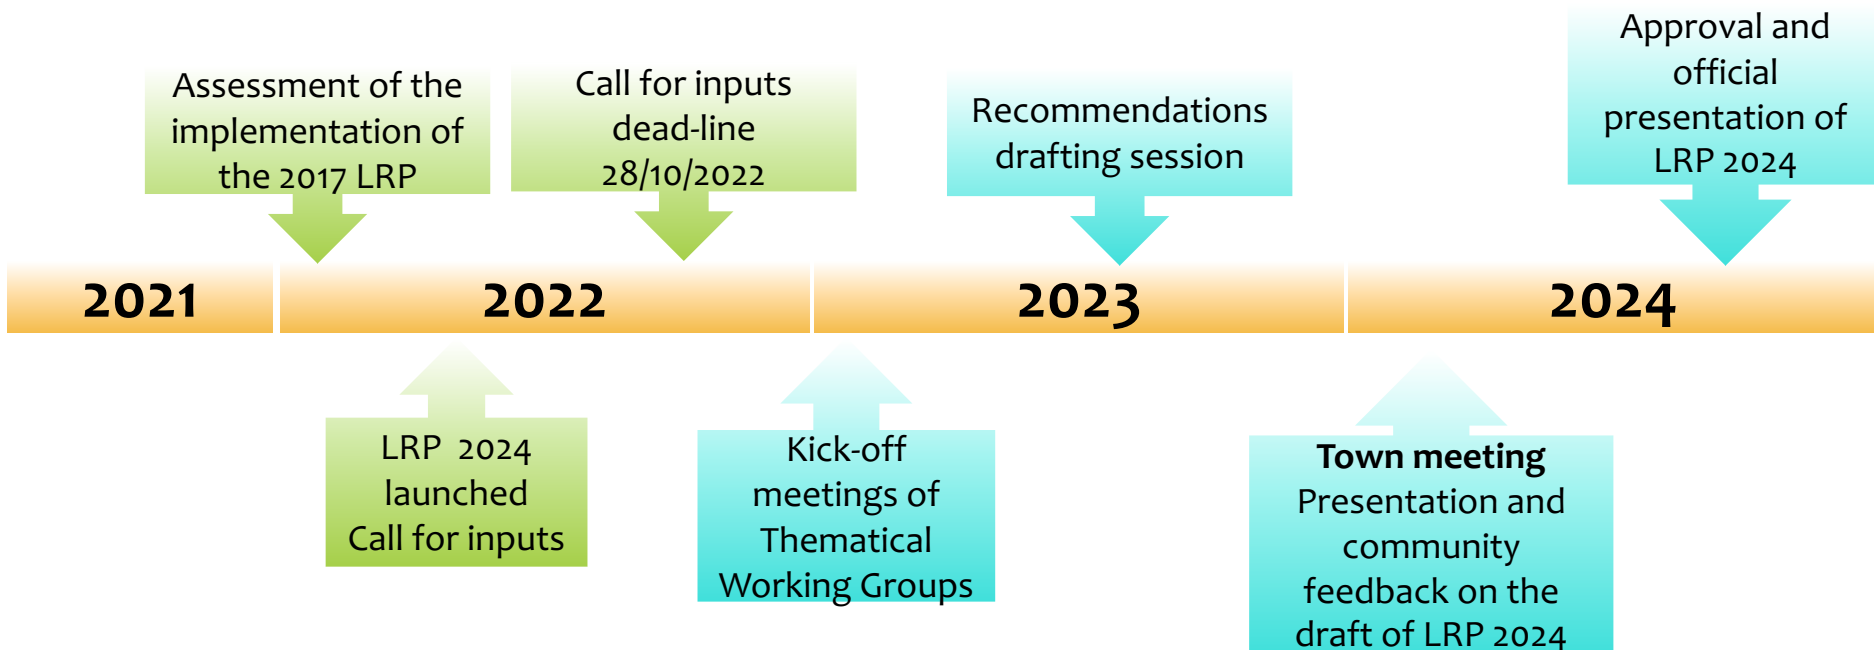 Assessment of the
implementation of
the 2017 LRP
Call for inputs
dead-line
28/10/2022
Recommendations
drafting session
Approval and
official
presentation of
LRP 2024
2021
2022
2023
2024
LRP 2024
launched
Call for inputs
Kick-off
meetings of
Thematical
Working Groups
Town meeting
Presentation and
community
feedback on the
draft of LRP 2024